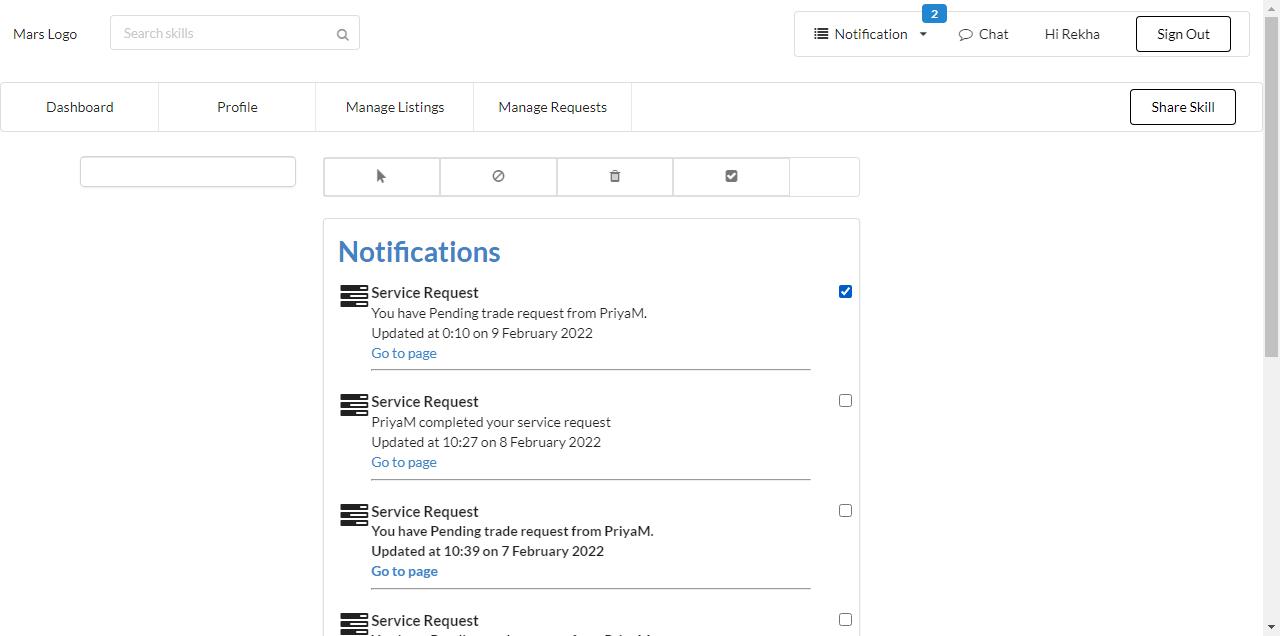 2
Mars Logo
Search skills
Notification
Chat
Hi Rekha
Sign Out
Dashboard
Profile
Manage Listings
Manage Requests
Share Skill
Notifications
Service Request
You have Pending trade request from PriyaM.
Updated at 0:10 on 9 February 2022
Go to page
Service Request
PriyaM completed your service request
Updated at 10:27 on 8 February 2022
Go to page
Service Request
You have Pending trade request from PriyaM.
Updated at 10:39 on 7 February 2022
Go to page
Service Request